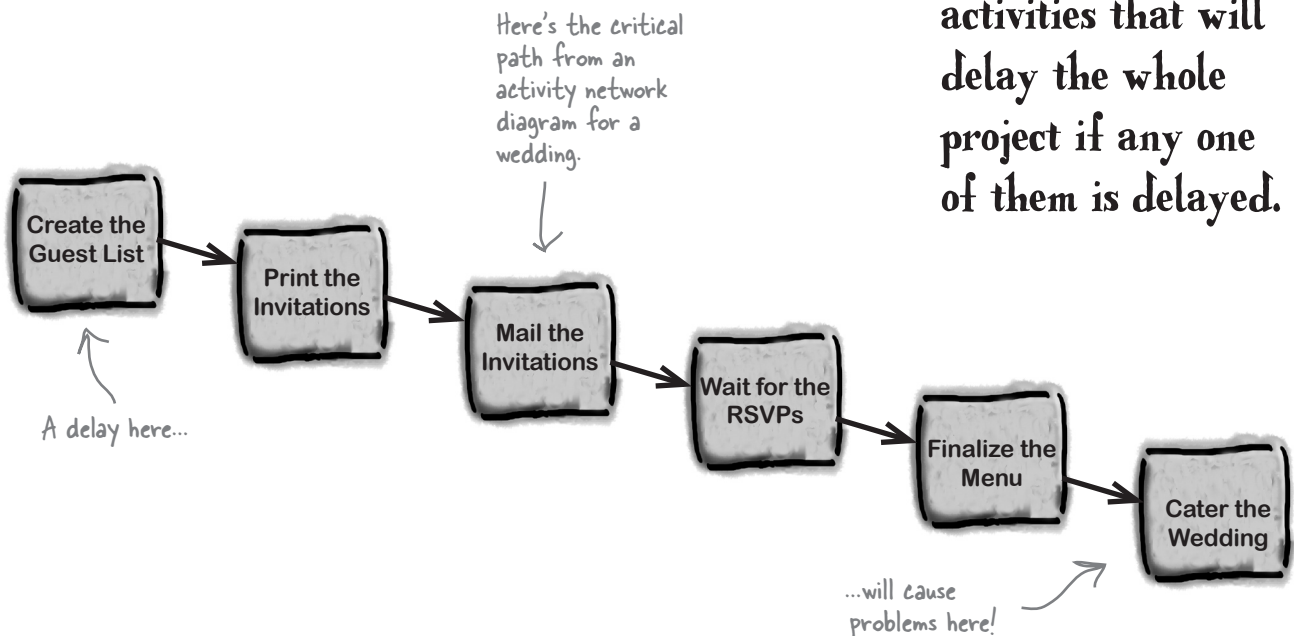 Here's the critical
path from an
activity network
diagram for a
wedding.
activities that will
delay the whole
project if any one
of them is delayed.
Create the
Guest List
Print the
Invitations
Mail the
Invitations
Wait for the
RSVPs
Finalize the
Menu
Cater the
Wedding
A delay here...
...will cause
problems here!